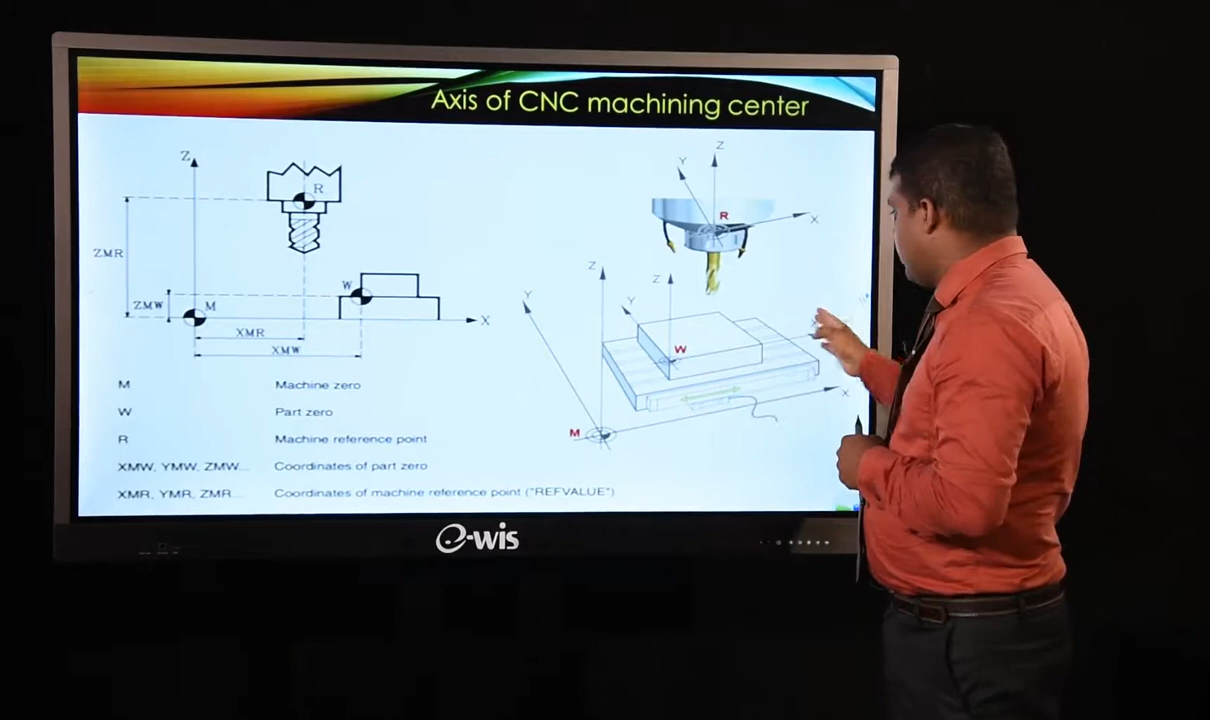 Axis of CNC machining center
Z
R
ZMR
ZMW
W
M
X
XMR
XMW
Z
Y
R
X
Z
Z
Y
Y
W
X
M
M Machine zero
W Part zero
R Machine reference point
XMW, YMW, ZMW... Coordinates of part zero
XMR, YMR, ZMR... Coordinates of machine reference point ("REFVALUE")
e-wis